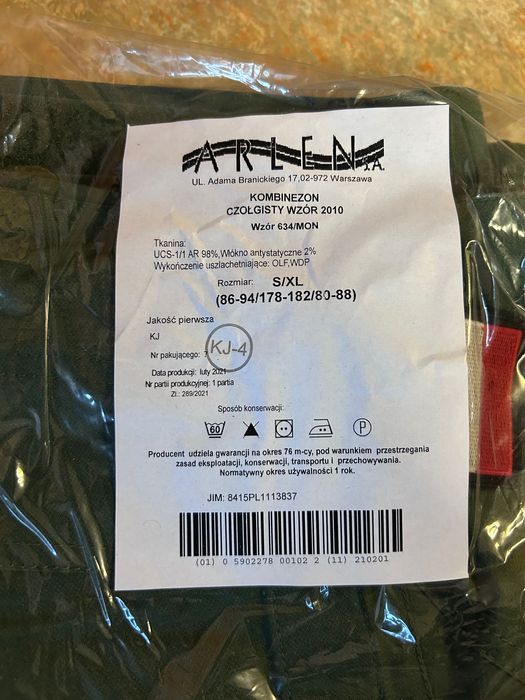 ARLEN S.A.
UL. Adama Branickiego 17,02-972 Warszawa
KOMBINEZON
CZOŁGISTY WZÓR 2010
Wzór 634/MON
Tkanina:
UCS-1/1 AR 98%,Włókno antystatyczne 2%
Wykończenie uszlachetniające: OLF,WDP
Rozmiar: S/XL
(86-94/178-182/80-88)
Jakość pierwsza
KJ
Nr pakującego: 7
KJ-4
Data produkcji: luty 2021
Nr partii produkcyjnej: 1 partia
Zl.: 289/2021
Sposób konserwacji:
60 P
Producent udziela gwarancji na okres 76 m-cy, pod warunkiem przestrzegania
zasad eksploatacji, konserwacji, transportu i przechowywania.
Normatywny okres używalności 1 rok.
JIM: 8415PL1113837
(01) 0 5902278 00102 2 (11) 210201